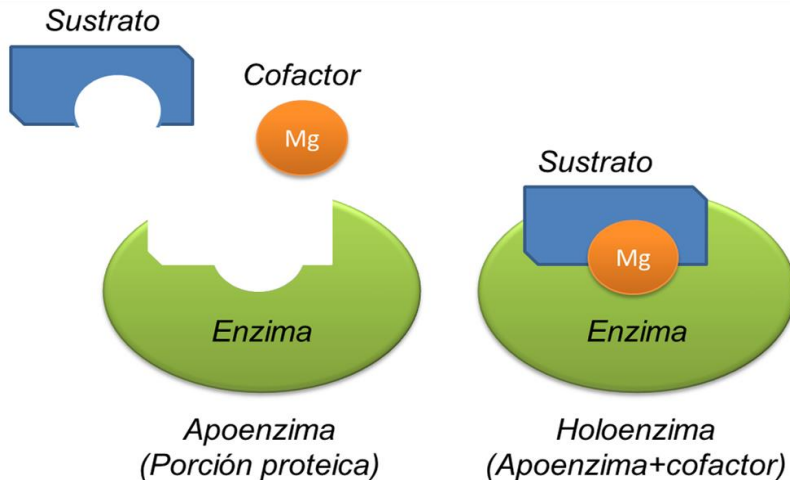 Sustrato
Cofactor
Mg
Enzima
Apoenzima
(Porción proteica)
Sustrato
Mg
Enzima
Holoenzima
(Apoenzima+cofactor)